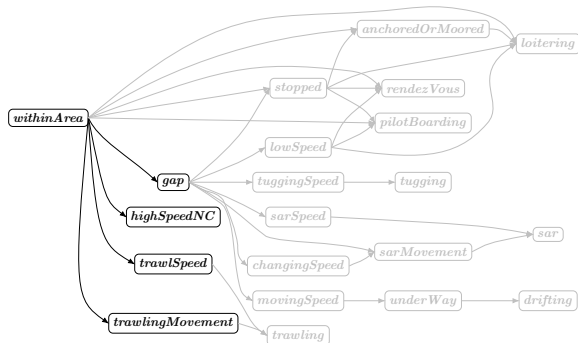 anchoredOrMoored
loitering
stopped
rendezVous
withinArea
pilotBoarding
lowSpeed
gap
tuggingSpeed
tugging
highSpeedNC
sarSpeed
sar
sarMovement
trawlSpeed
changingSpeed
movingSpeed
underWay
drifting
trawlingMovement
trawling